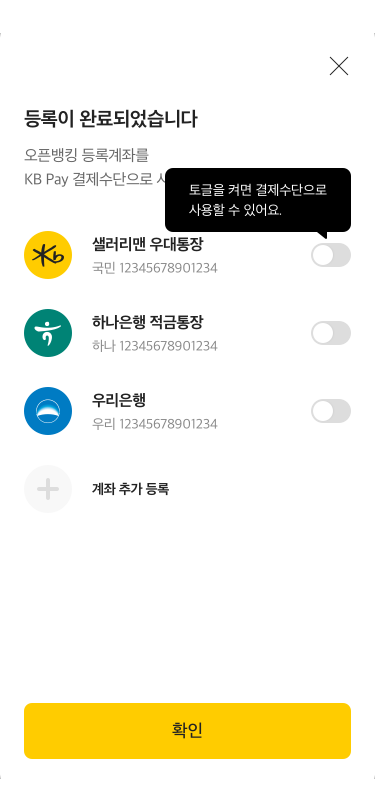 등록이 완료되었습니다
오픈뱅킹 등록계좌를
KB Pay 결제수단으로
토글을 켜면 결제수단으로
사용할 수 있어요.
샐러리맨 우대통장
국민 12345678901234
하나은행 적금통장
하나 12345678901234
우리은행
우리 12345678901234
계좌 추가 등록
확인